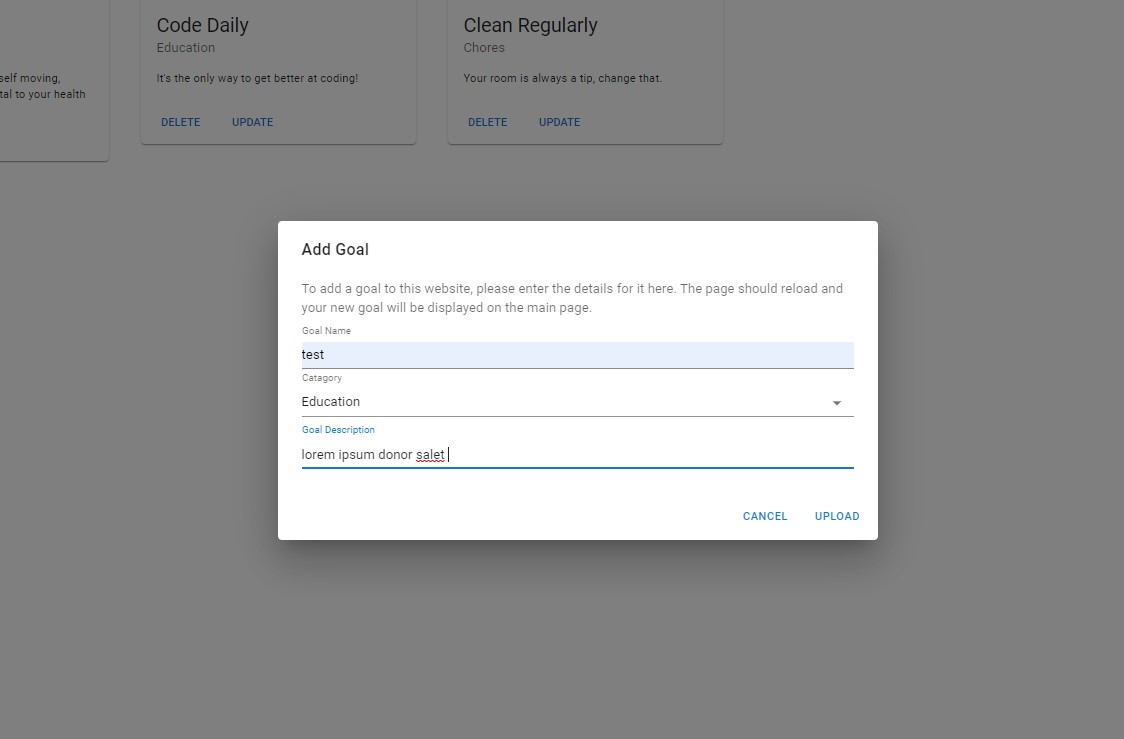 Code Daily
Education
It's the only way to get better at coding!
DELETE UPDATE
Clean Regularly
Chores
Your room is always a tip, change that.
DELETE UPDATE
self moving,
tal to your health
Add Goal
To add a goal to this website, please enter the details for it here. The page should reload and
your new goal will be displayed on the main page.
Goal Name
test
Catagory
Education
Goal Description
lorem ipsum donor salet
CANCEL UPLOAD